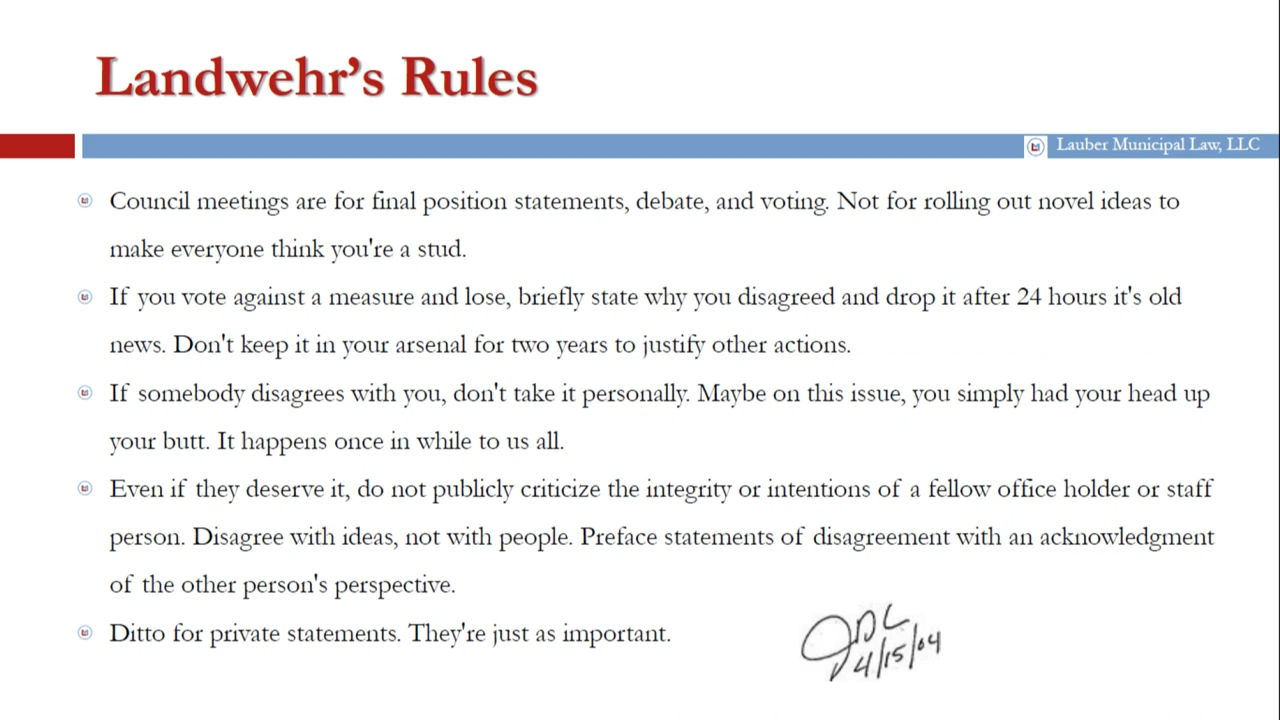 Landwehr's Rules
Lauber Municipal Law, LLC
Council meetings are for final position statements, debate, and voting. Not for rolling out novel ideas to
make everyone think you're a stud.
If you vote against a measure and lose, briefly state why you disagreed and drop it after 24 hours it's old
news. Don't keep it in your arsenal for two years to justify other actions.
If somebody disagrees with you, don't take it personally. Maybe on this issue, you simply had your head up
your butt. It happens once in while to us all.
Even if they deserve it, do not publicly criticize the integrity or intentions of a fellow office holder or staff
person. Disagree with ideas, not with people. Preface statements of disagreement with an acknowledgment
of the other person's perspective.
Ditto for private statements. They're just as important.
JDL
4/15/04